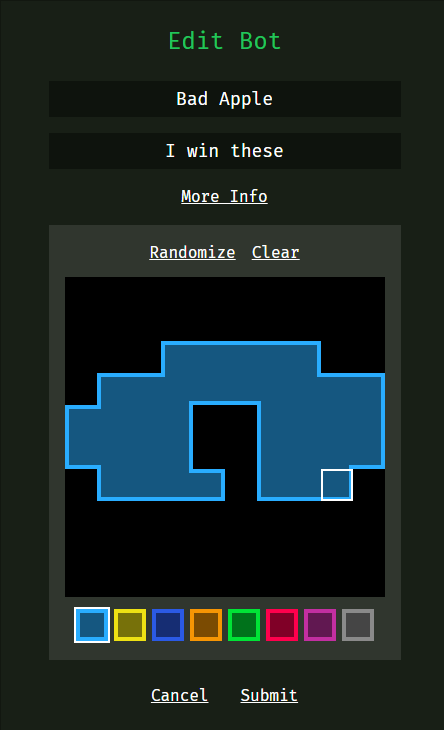 Edit Bot
Bad Apple
I win these
More Info
Randomize Clear
Cancel Submit